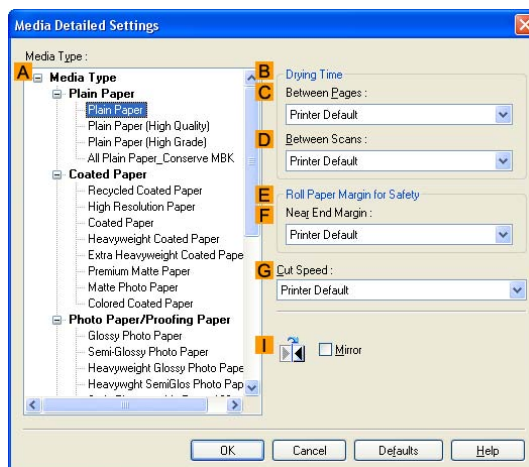 Media Detailed Settings
Media Type :
A
Media Type
Plain Paper
Plain Paper
Plain Paper (High Quality)
Plain Paper (High Grade)
All Plain Paper_Conserve MBK
Coated Paper
Recycled Coated Paper
High Resolution Paper
Coated Paper
Heavyweight Coated Paper
Extra Heavyweight Coated Pape
Premium Matte Paper
Matte Photo Paper
Colored Coated Paper
Photo Paper/Proofing Paper
Glossy Photo Paper
Semi-Glossy Photo Paper
Heavyweight Glossy Photo Pape
Heavywght SemiGlos Photo Pap
B Drying Time
C Between Pages :
Printer Default
D Between Scans :
Printer Default
E Roll Paper Margin for Safety
F Near End Margin :
Printer Default
G Cut Speed :
Printer Default
I Mirror
OK Cancel Defaults Help